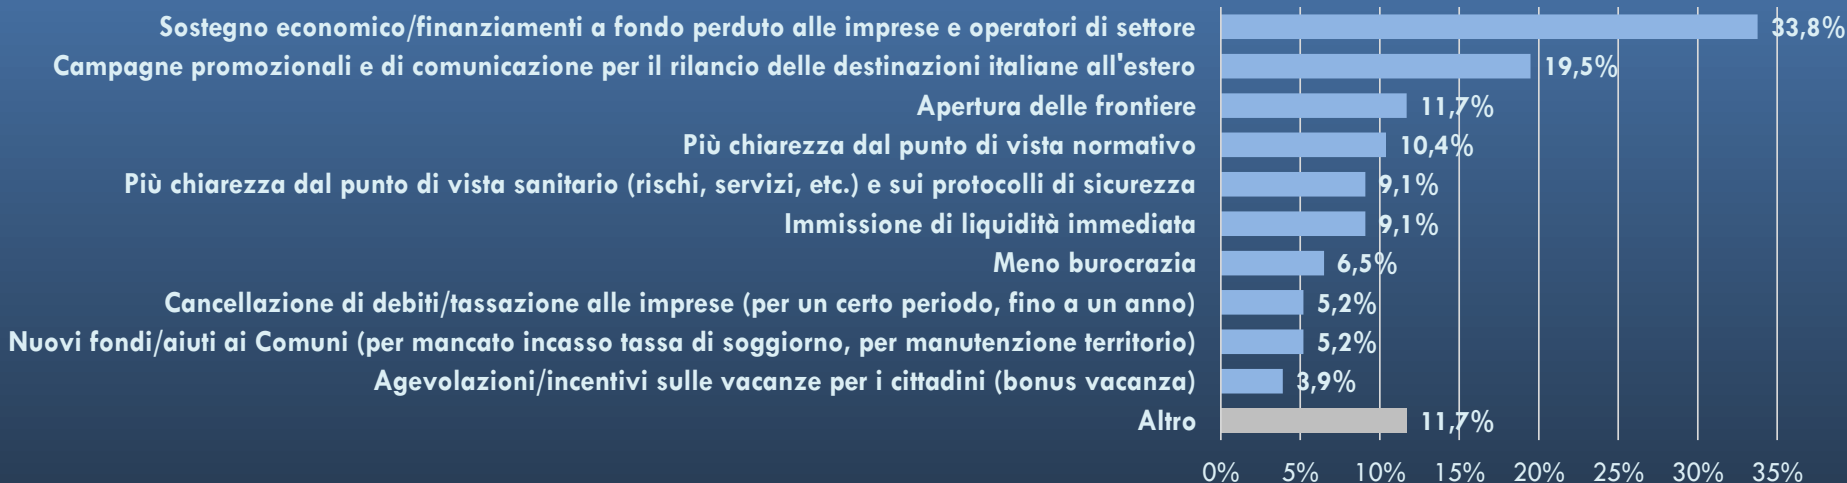 Sostegno economico/finanziamenti a fondo perduto alle imprese e operatori di settore 33,8%
Campagne promozionali e di comunicazione per il rilancio delle destinazioni italiane all'estero 19,5%
Apertura delle frontiere 11,7%
Più chiarezza dal punto di vista normativo 10,4%
Più chiarezza dal punto di vista sanitario (rischi, servizi, etc.) e sui protocolli di sicurezza 9,1%
Immissione di liquidità immediata 9,1%
Meno burocrazia 6,5%
Cancellazione di debiti/tassazione alle imprese (per un certo periodo, fino a un anno) 5,2%
Nuovi fondi/aiuti ai Comuni (per mancato incasso tassa di soggiorno, per manutenzione territorio) 5,2%
Agevolazioni/incentivi sulle vacanze per i cittadini (bonus vacanza) 3,9%
Altro 11,7%
0% 5% 10% 15% 20% 25% 30% 35%